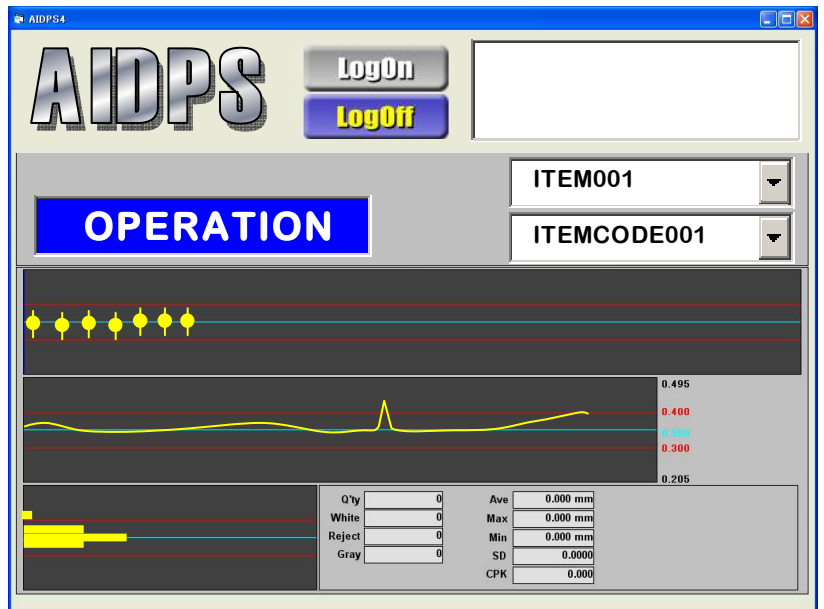 AIDPS4
AIDPS
LogOn
LogOff
ITEM001
OPERATION
ITEMCODE001
0.495
0.400
0.350
0.300
0.205
Q'ty 0 Ave 0.000 mm
White 0 Max 0.000 mm
Reject 0 Min 0.000 mm
Gray 0 SD 0.0000
CPK 0.000